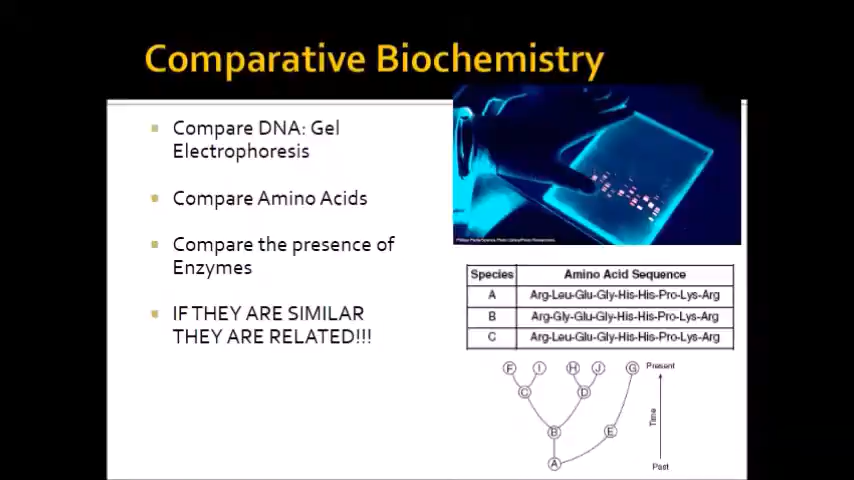 Comparative Biochemistry
Compare DNA: Gel
Electrophoresis
Compare Amino Acids
Compare the presence of
Enzymes
IF THEY ARE SIMILAR
THEY ARE RELATED!!!
Species Amino Acid Sequence
A Arg-Leu-Glu-Gly-His-His-Pro-Lys-Arg
B Arg-Gly-Glu-Gly-His-His-Pro-Lys-Arg
C Arg-Leu-Glu-Gly-His-His-Pro-Lys-Arg
F I H J G Present
C D
Time
B E
A Past